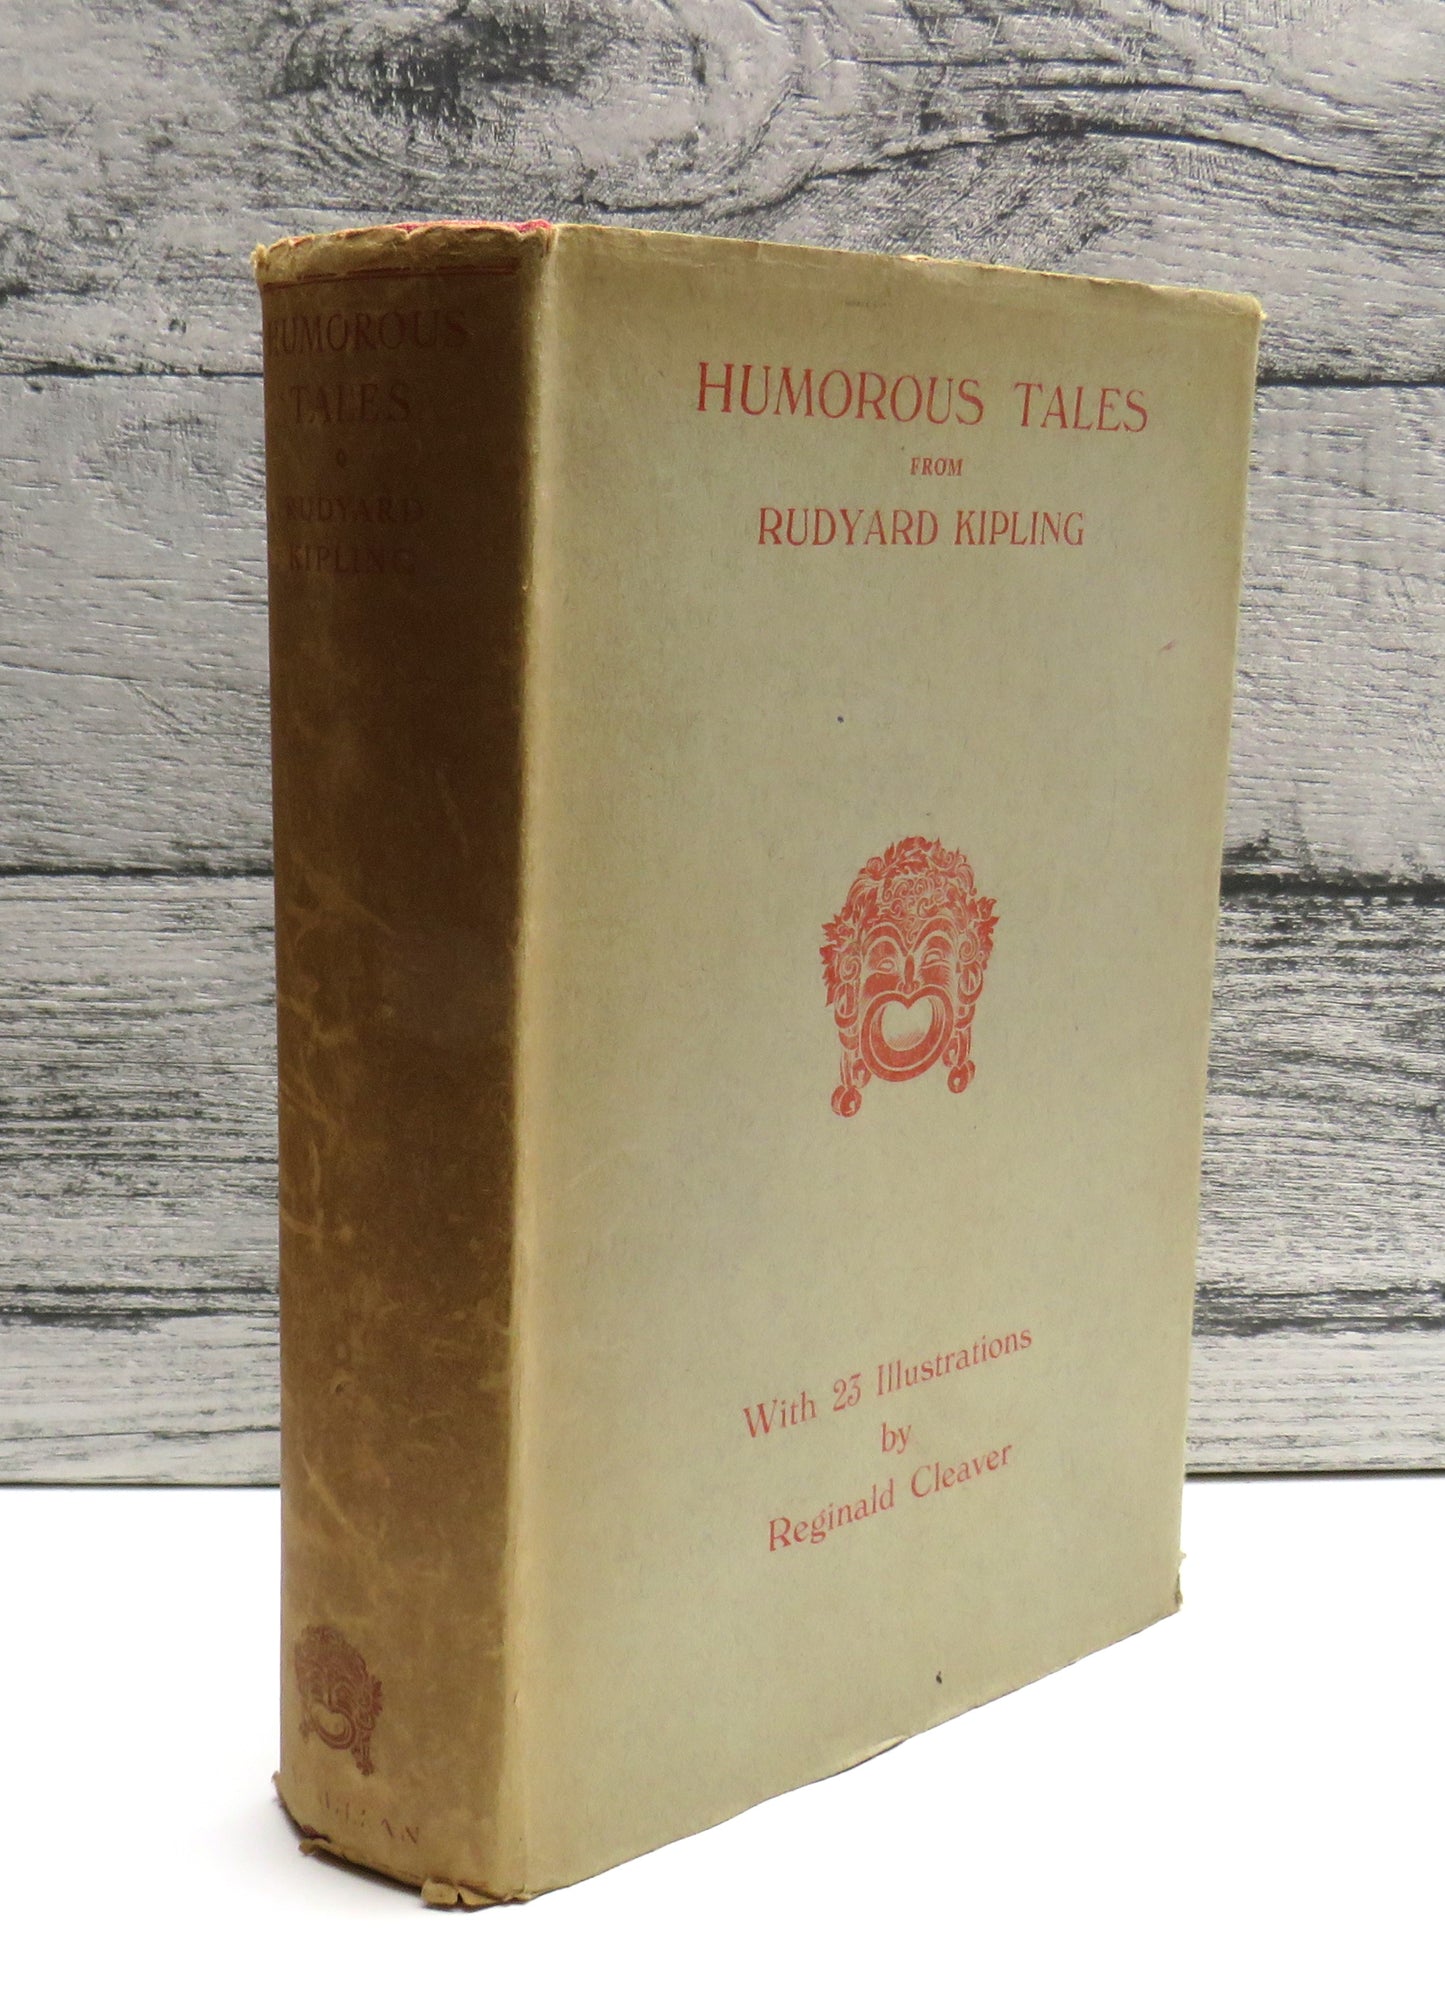 HUMOROUS
TALES
RUDYARD
KIPLING
HUMOROUS TALES
FROM
RUDYARD KIPLING
With 23 Illustrations
by
Reginald Cleaver